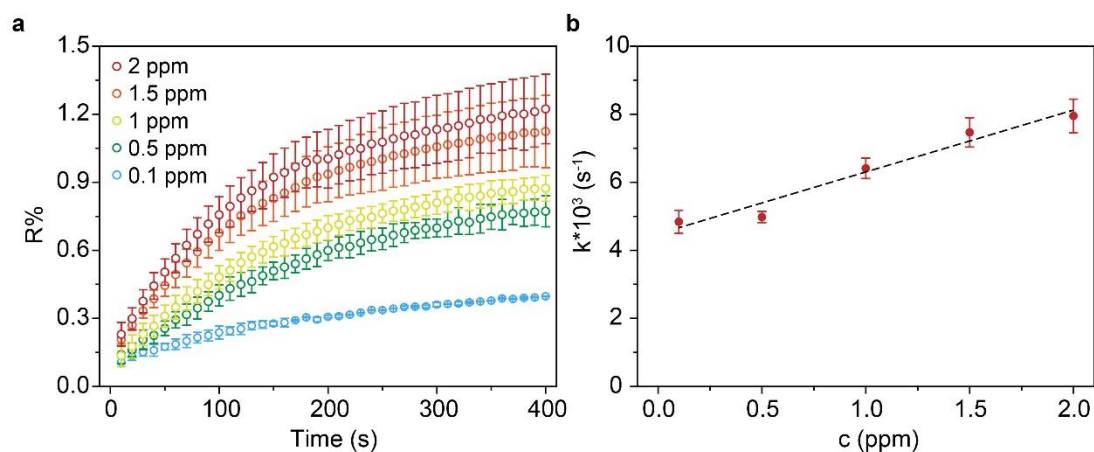 a
1.5
1.2
0.9
0.6
0.3
0.0
R%
2 ppm
1.5 ppm
1 ppm
0.5 ppm
0.1 ppm
0 100 200 300 400
Time (s)
b
10
8
6
4
2
0
k*10³ (s⁻¹)
0.0 0.5 1.0 1.5 2.0
c (ppm)